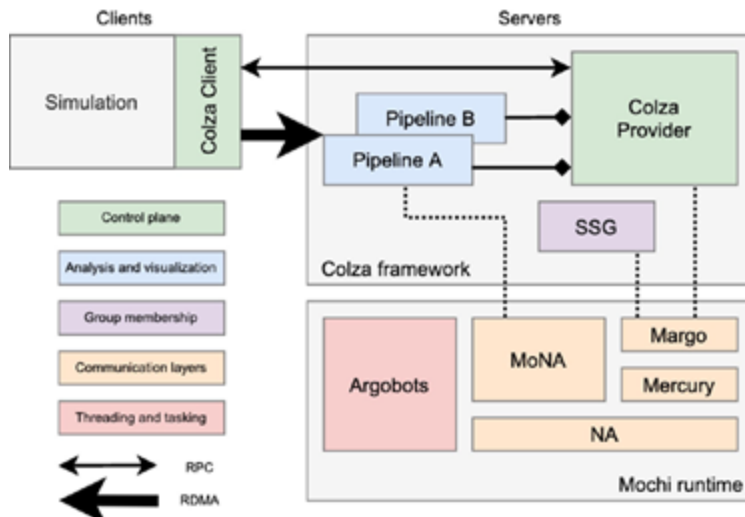 Clients
Servers
Simulation
Colza Client
Pipeline B
Pipeline A
Colza
Provider
SSG
Colza framework
Control plane
Analysis and visualization
Group membership
Communication layers
Threading and tasking
RPC
RDMA
Argobots
MoNA
Margo
Mercury
NA
Mochi runtime